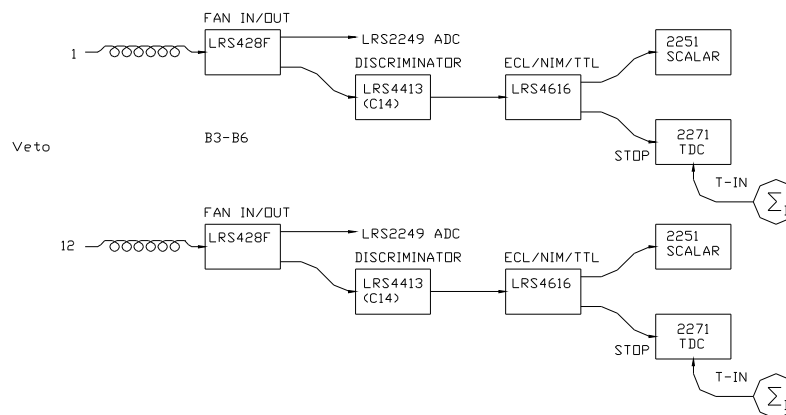 FAN IN/OUT
1
LRS428F
LRS2249 ADC
DISCRIMINATOR
LRS4413
(C14)
ECL/NIM/TTL
LRS4616
2251
SCALAR
2271
TDC
STOP
T-IN
Σ
Veto
B3-B6
FAN IN/OUT
12
LRS428F
LRS2249 ADC
DISCRIMINATOR
LRS4413
(C14)
ECL/NIM/TTL
LRS4616
2251
SCALAR
2271
TDC
STOP
T-IN
Σ